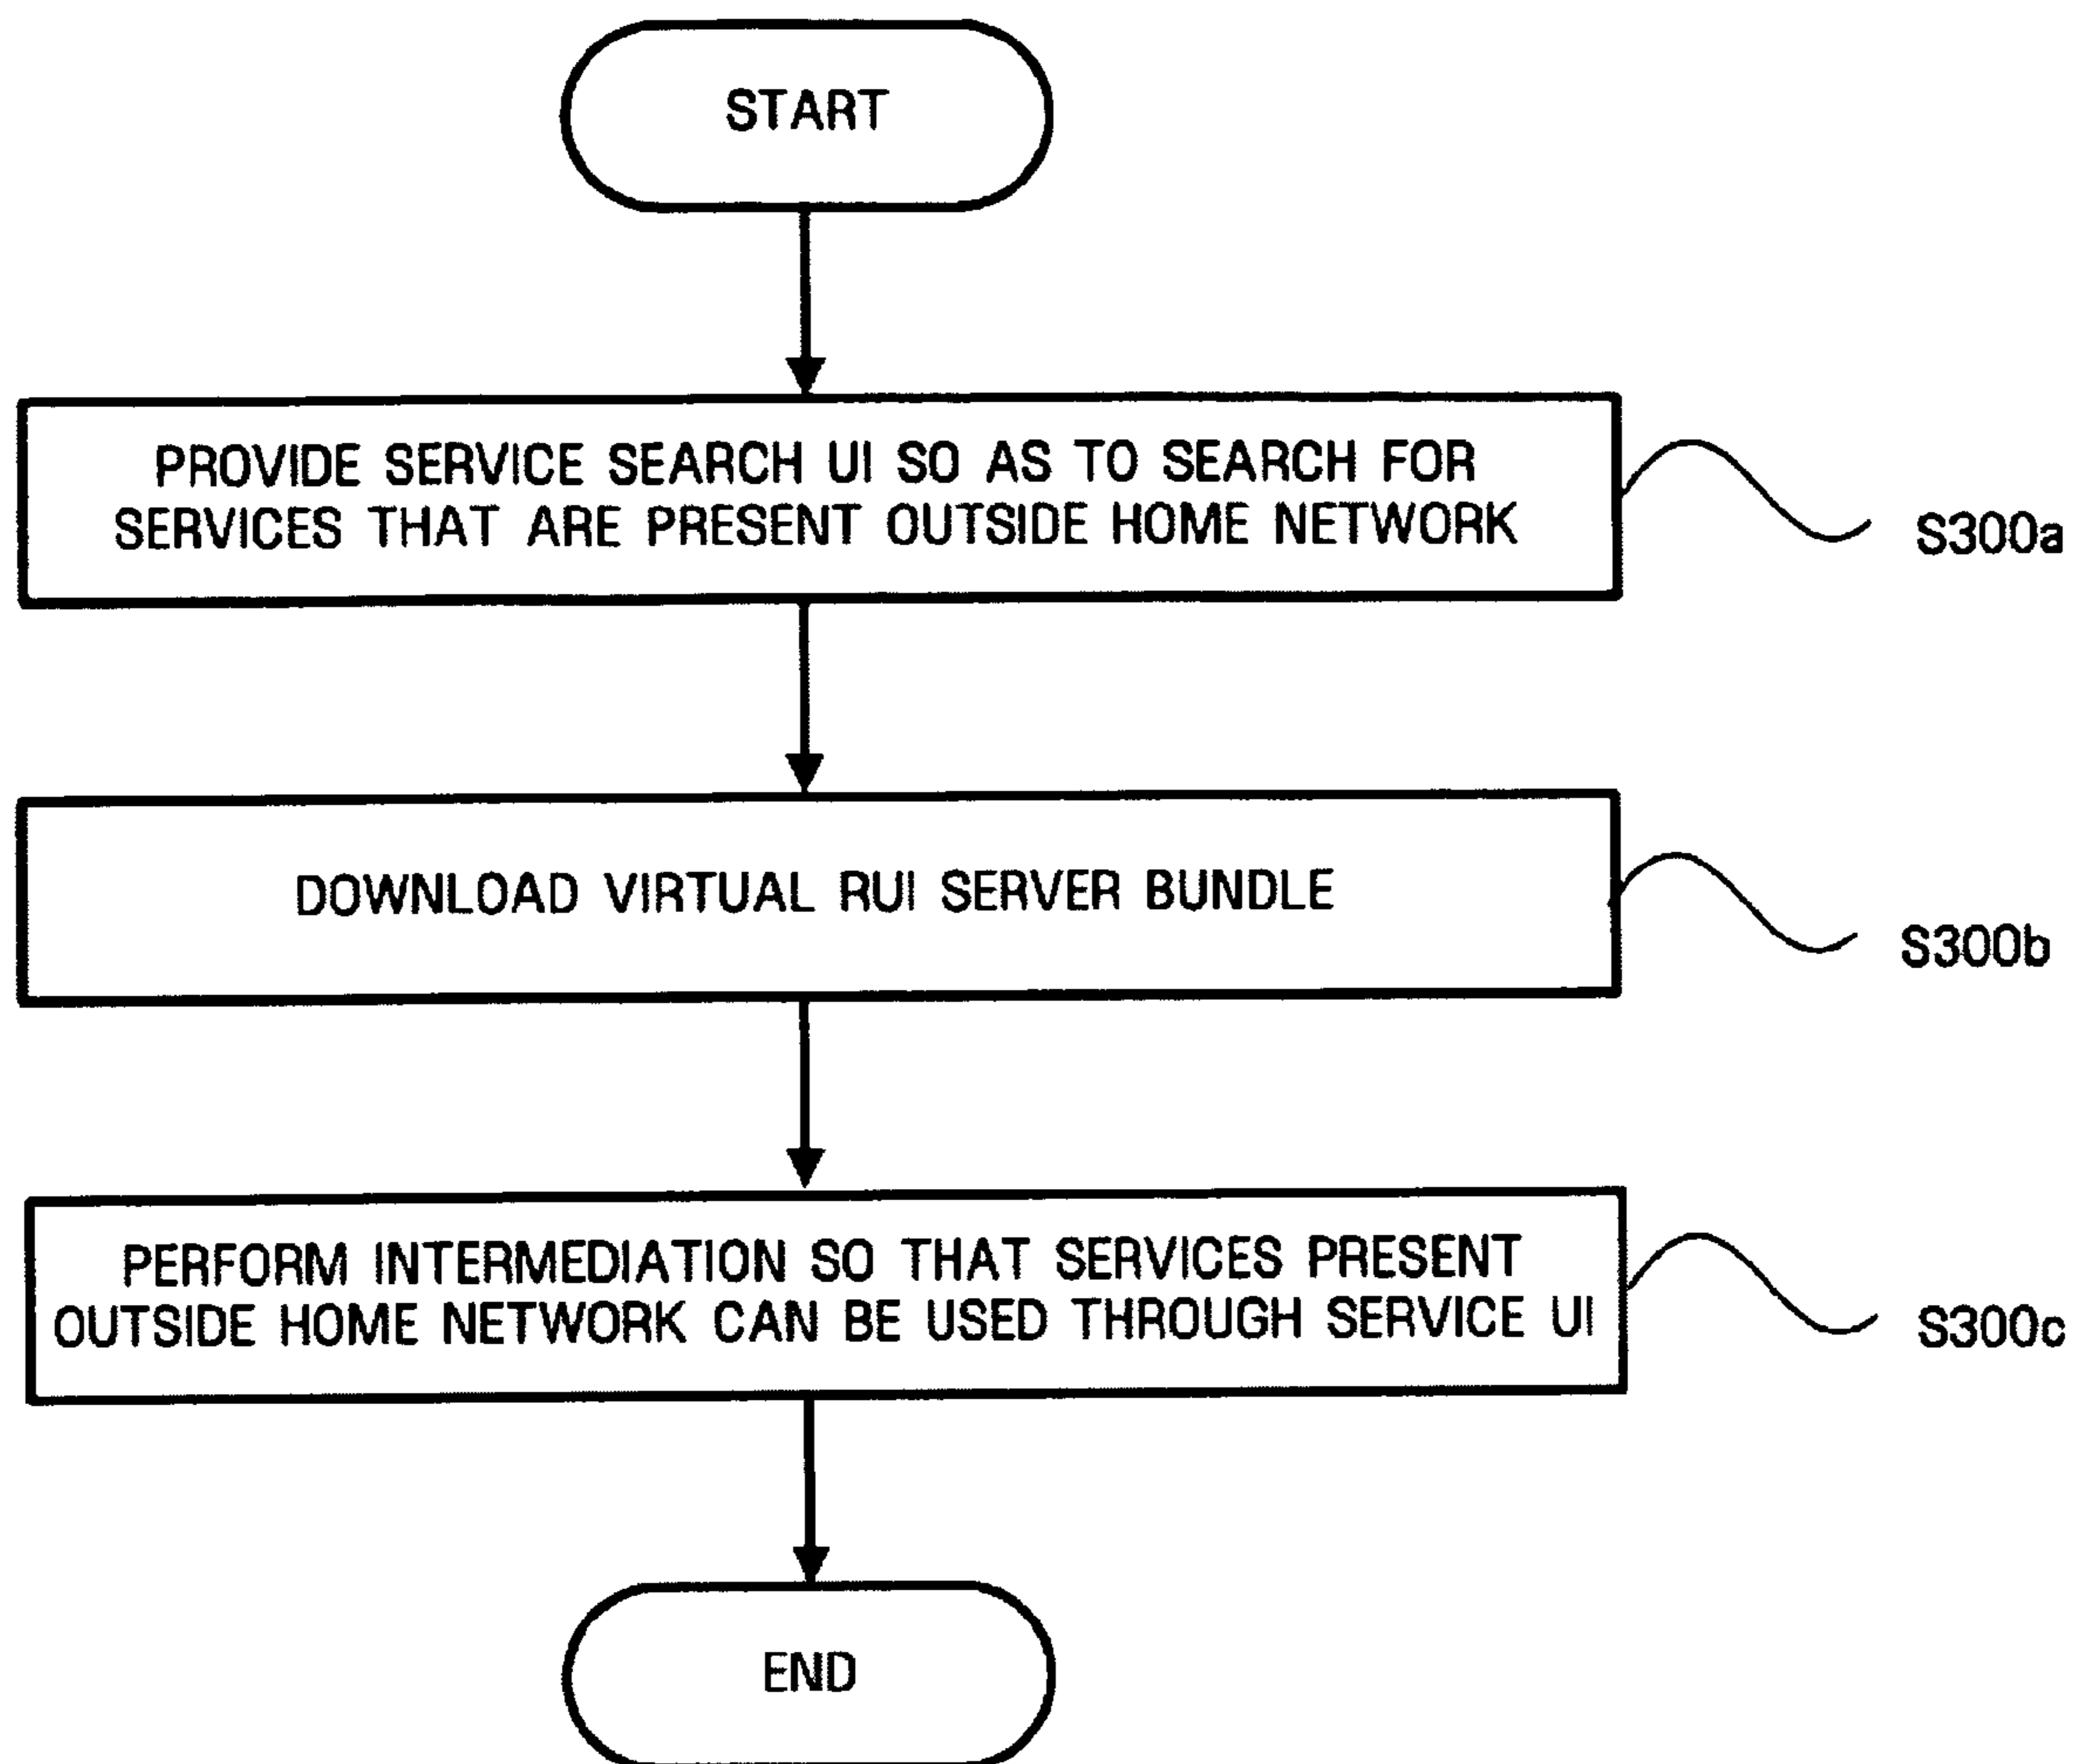 START
PROVIDE SERVICE SEARCH UI SO AS TO SEARCH FOR
SERVICES THAT ARE PRESENT OUTSIDE HOME NETWORK
S300a
DOWNLOAD VIRTUAL RUI SERVER BUNDLE
S300b
PERFORM INTERMEDIATION SO THAT SERVICES PRESENT
OUTSIDE HOME NETWORK CAN BE USED THROUGH SERVICE UI
S300c
END